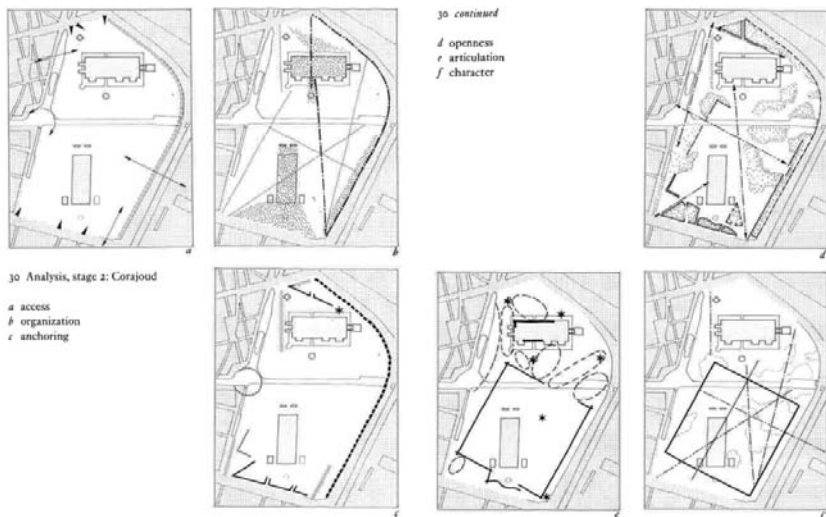 a
b
30 Analysis, stage 2: Corajoud
a access
b organization
c anchoring
c
30 continued
d openness
e articulation
f character
d
e